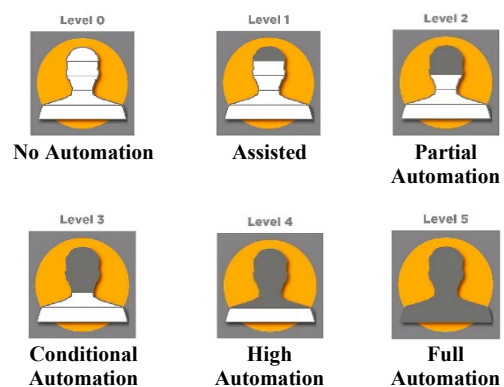 Level 0
Level 1
Level 2
No Automation
Assisted
Partial
Automation
Level 3
Level 4
Level 5
Conditional
Automation
High
Automation
Full
Automation